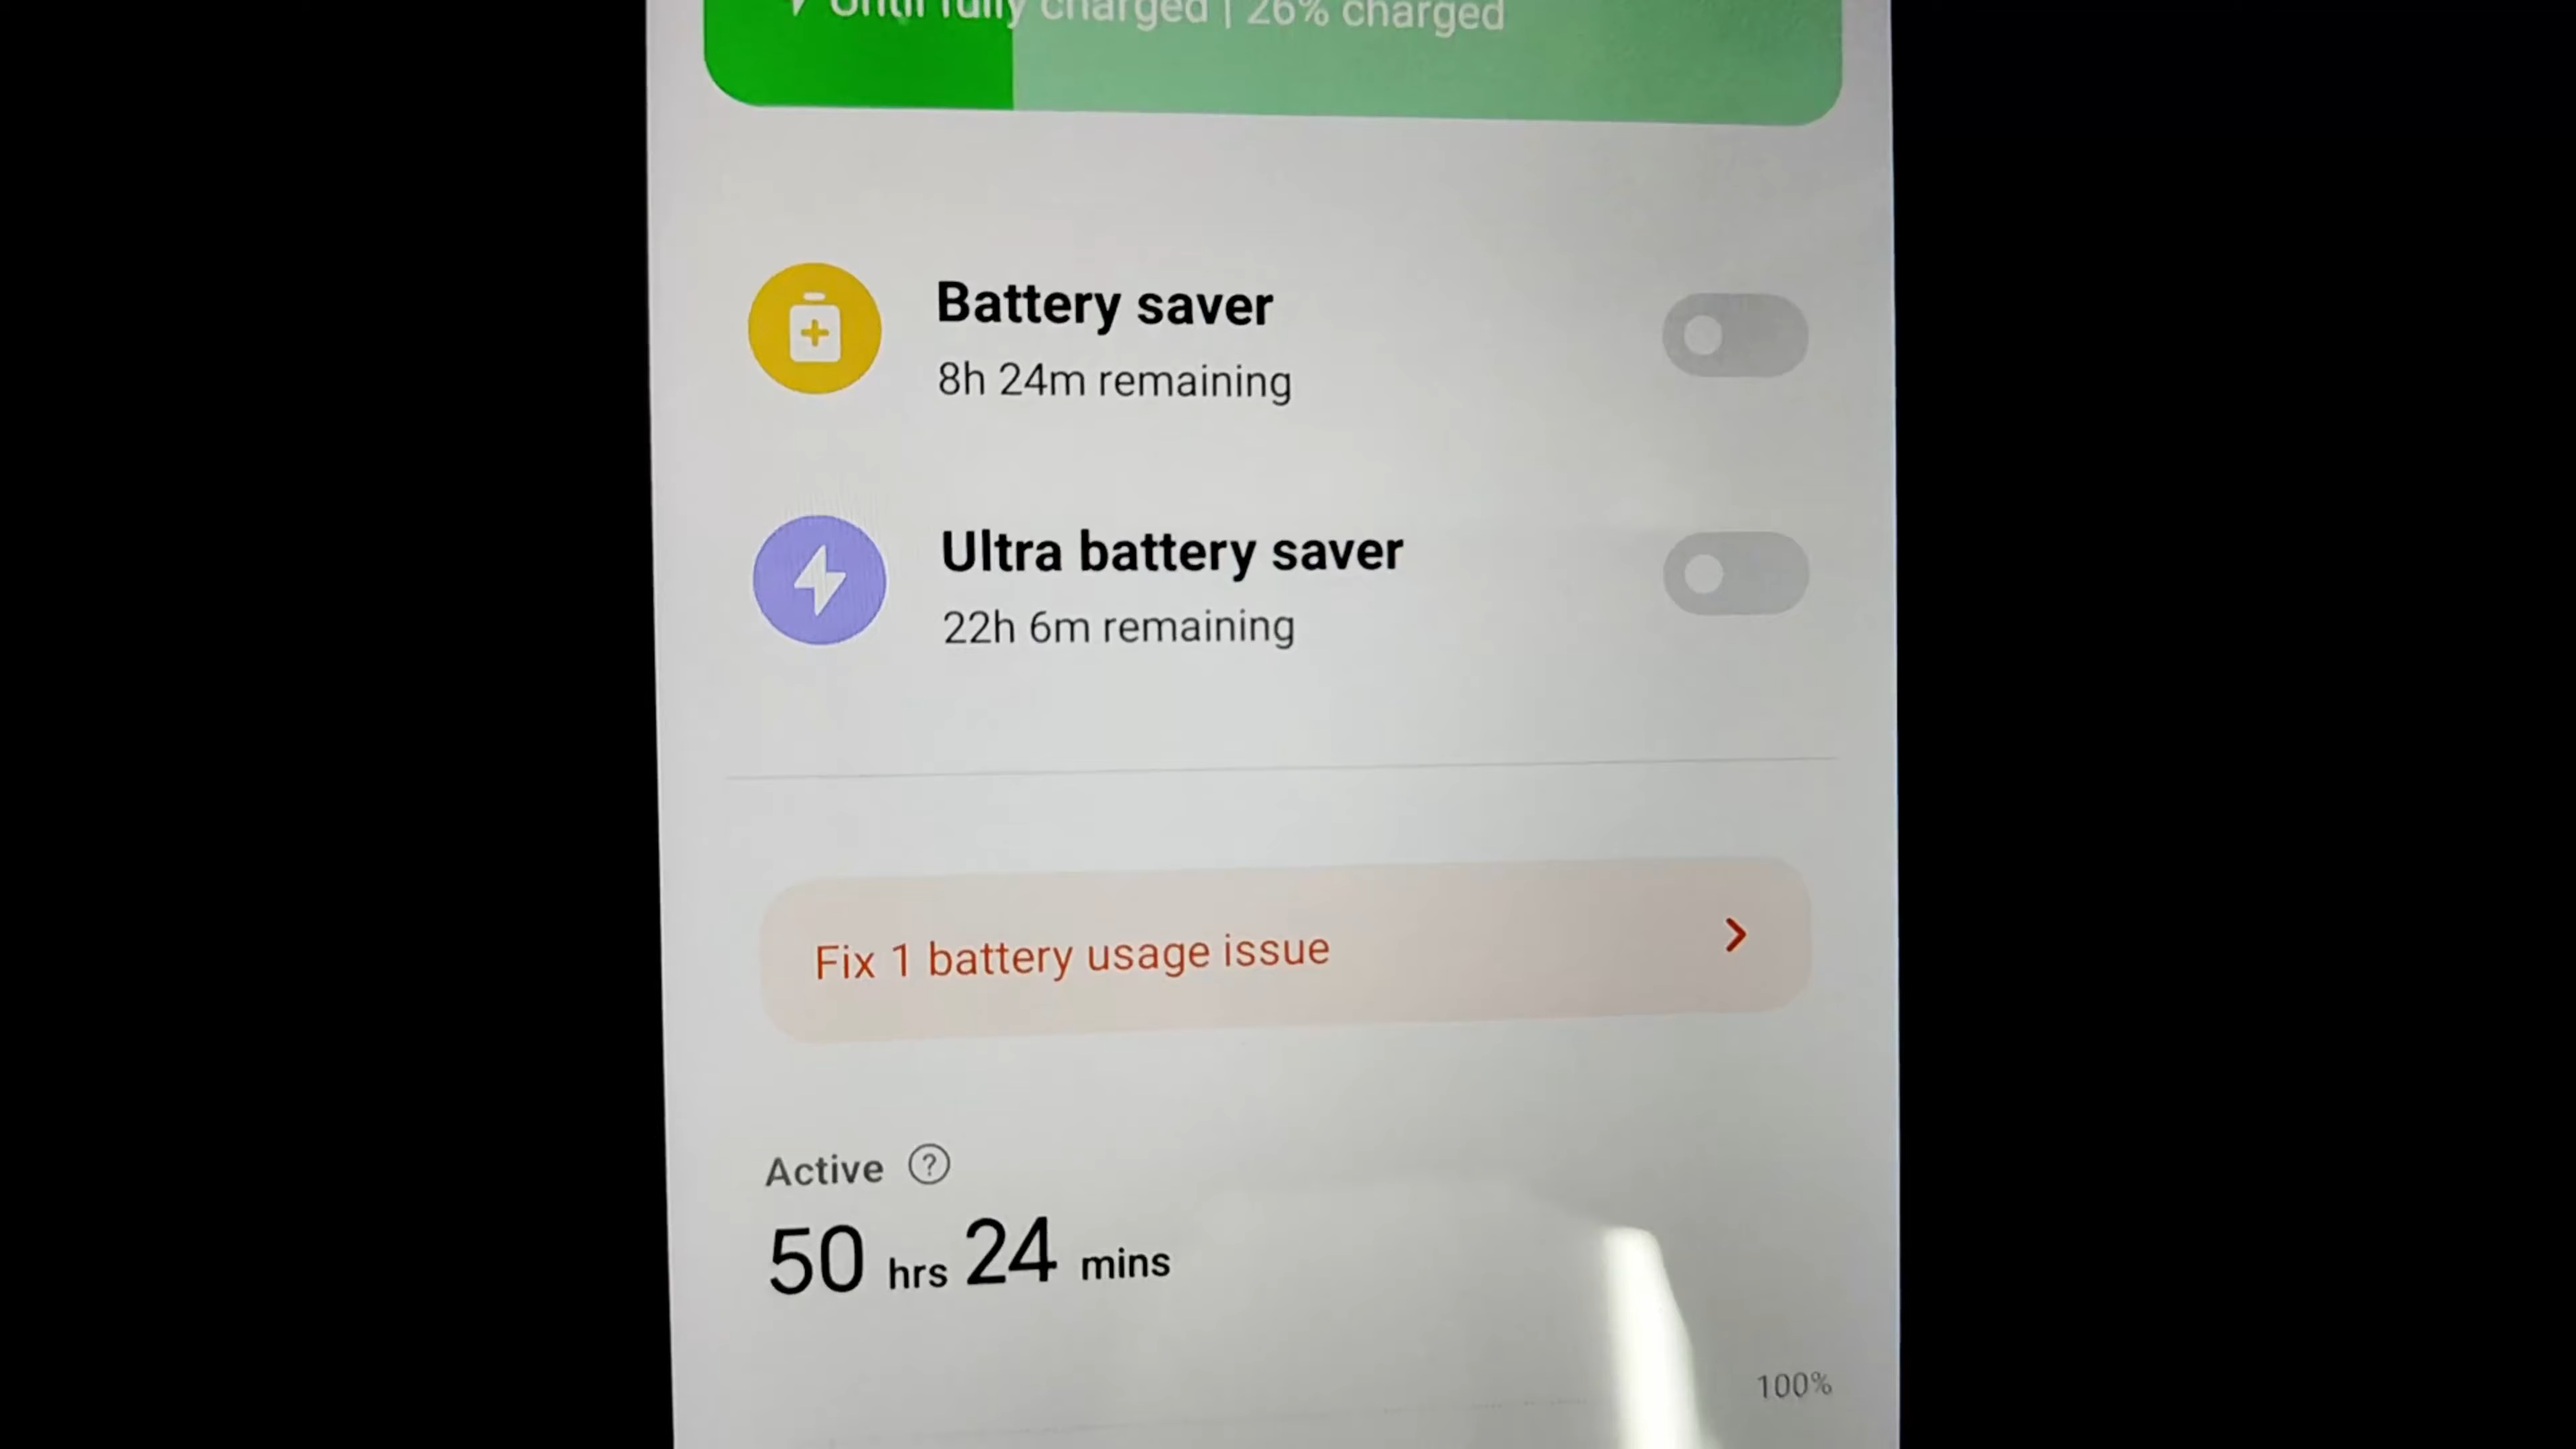 Until fully charged | 26% charged
Battery saver
8h 24m remaining
Ultra battery saver
22h 6m remaining
Fix 1 battery usage issue
Active ?
50 hrs 24 mins
100%